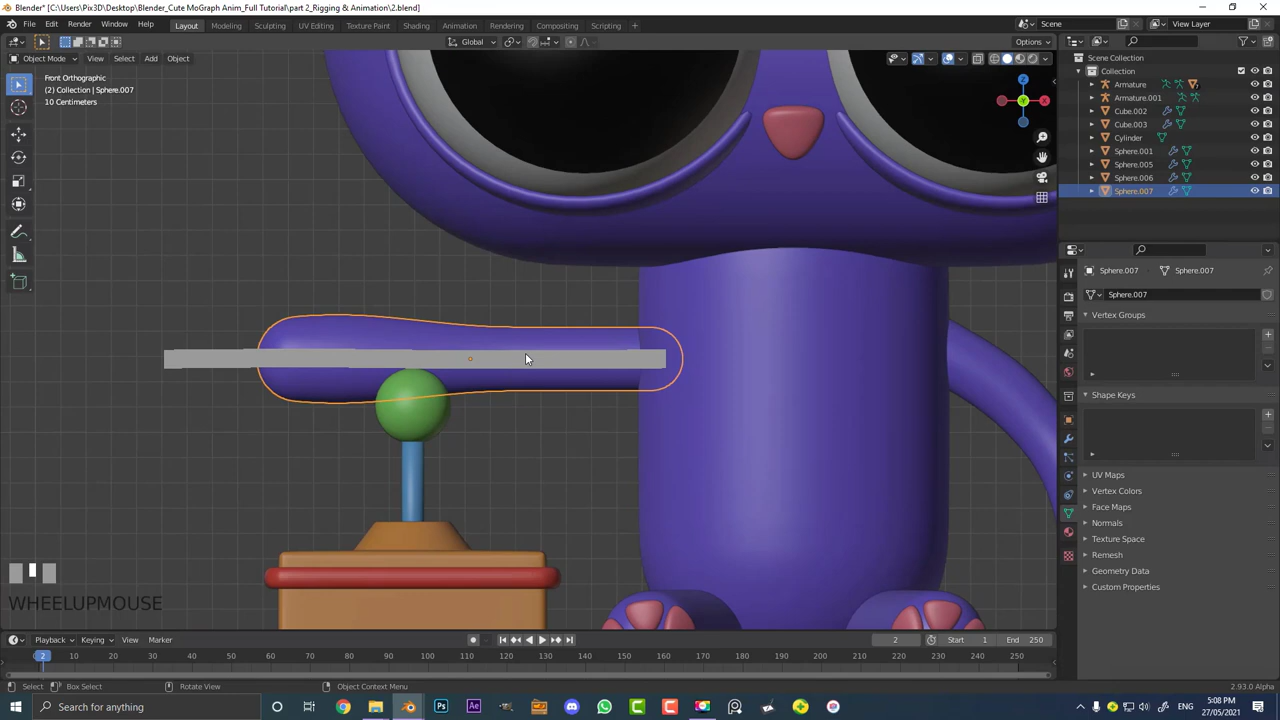 Blender* [C:\Users\Pix3D\Desktop\Blender_Cute MoGraph Anim_Full Tutorial\part 2_Rigging & Animation\2.blend]
File Edit Render Window Help Layout Modeling Sculpting UV Editing Texture Paint Shading Animation Rendering Compositing Scripting + Scene View Layer
Global Options
Object Mode View Select Add Object
Front Orthographic
(2) Collection | Sphere.007
10 Centimeters
Z
Y
X
Scene Collection
Collection
Armature
Armature.001
Cube.002
Cube.003
Cylinder
Sphere.001
Sphere.005
Sphere.006
Sphere.007
Sphere.007 Sphere.007
Sphere.007
Vertex Groups
Shape Keys
UV Maps
Vertex Colors
Face Maps
Normals
Texture Space
Remesh
Geometry Data
Custom Properties
WHEELUPMOUSE
Playback Keying View Marker 2 Start 1 End 250
2 10 20 30 40 50 60 70 80 90 100 110 120 130 140 150 160 170 180 190 200 210 220 230 240 250
Select Box Select Rotate View Object Context Menu 2.93.0 Alpha
Search for anything
ENG
5:08 PM
27/05/2021